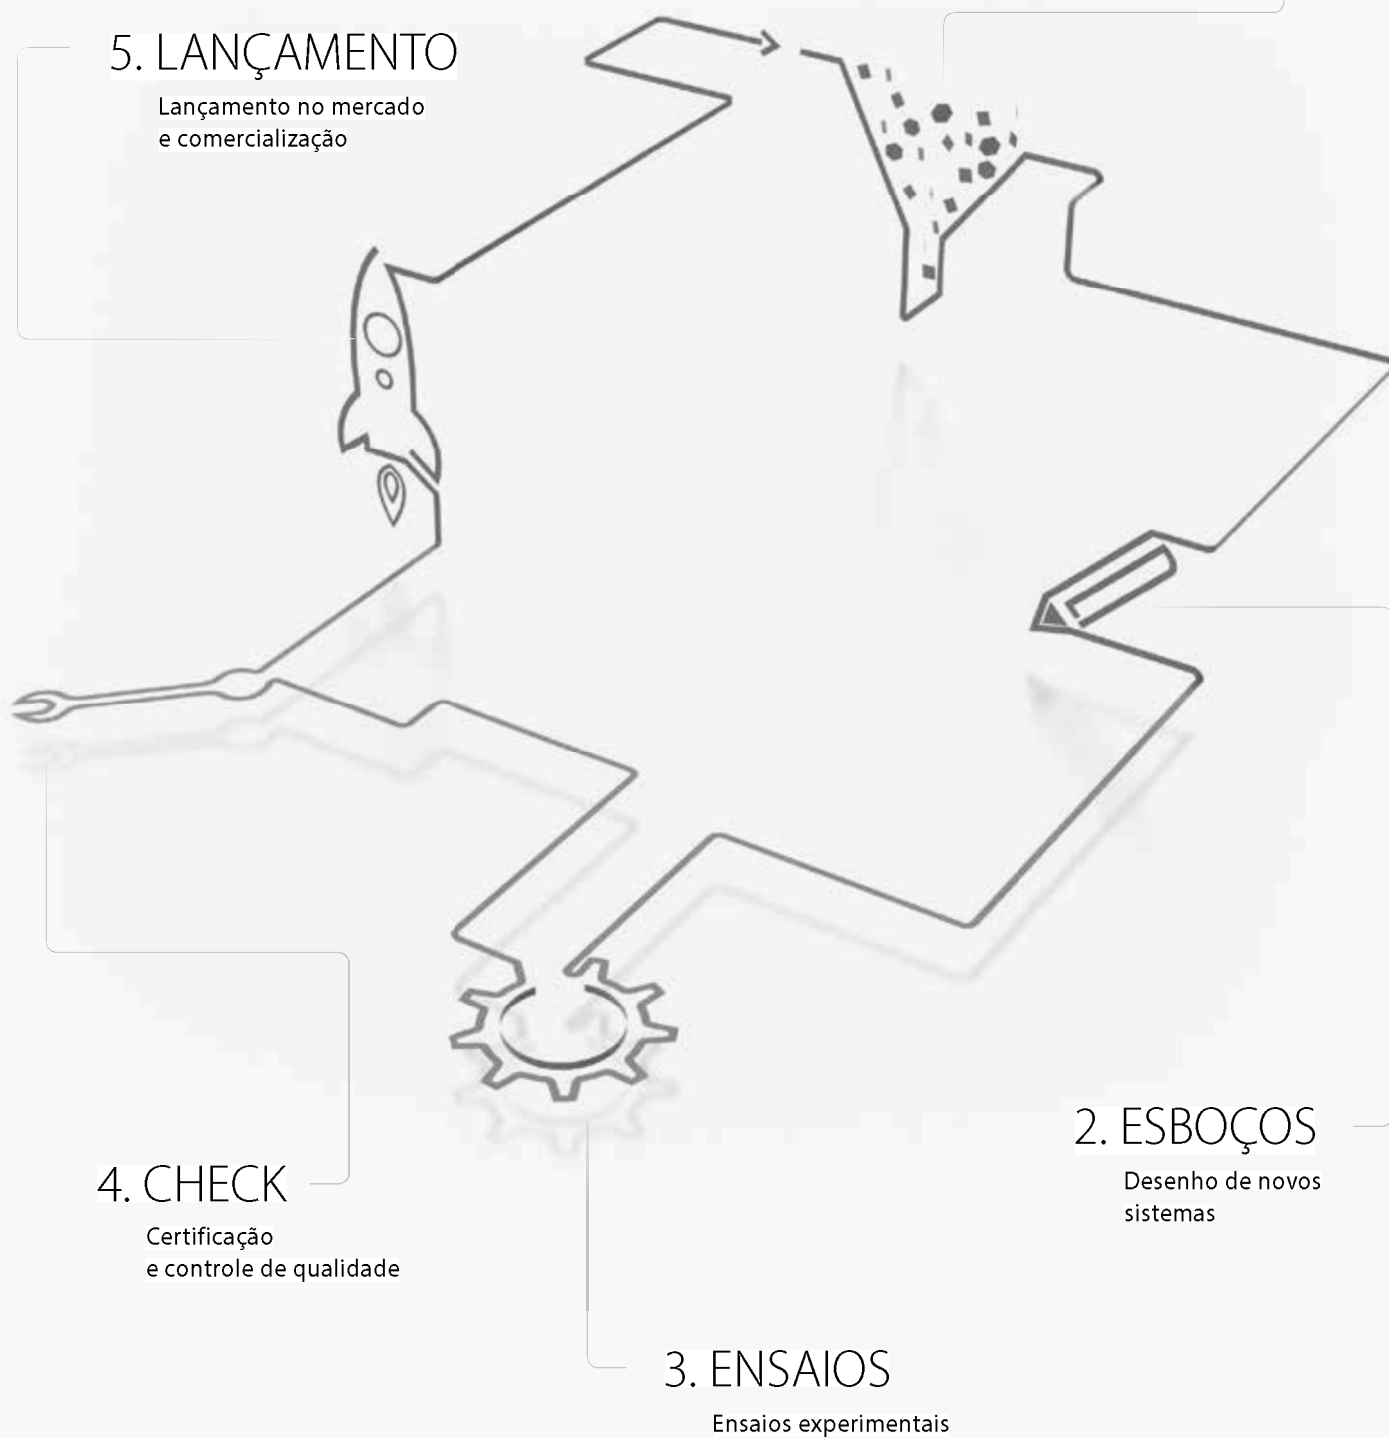 5. LANÇAMENTO
Lançamento no mercado
e comercialização
2. ESBOÇOS
Desenho de novos
sistemas
4. CHECK
Certificação
e controle de qualidade
3. ENSAIOS
Ensaios experimentais